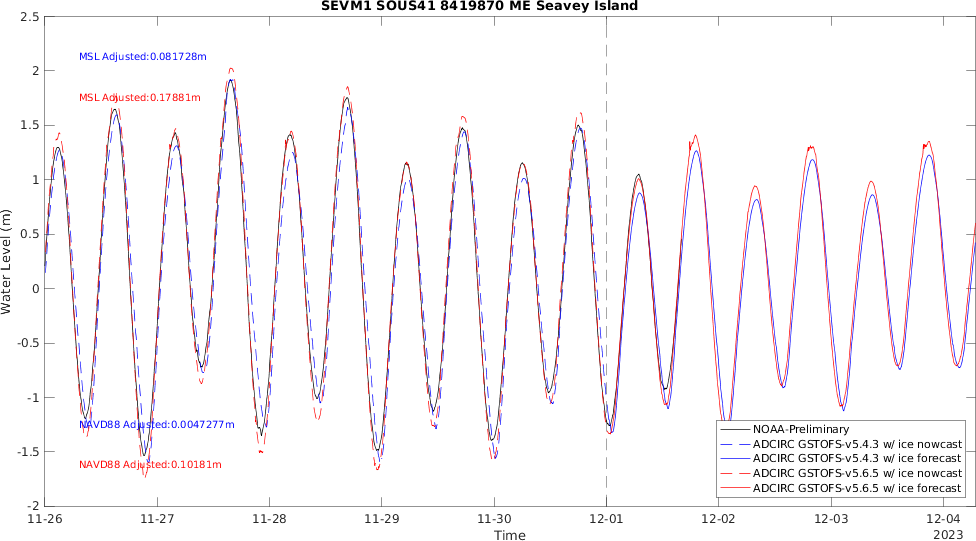 SEVM1 SOUS41 8419870 ME Seavey Island
2.5
2
1.5
1
0.5
0
-0.5
-1
-1.5
-2
Water Level (m)
MSL Adjusted:0.081728m
MSL Adjusted:0.17881m
NAVD88 Adjusted:0.0047277m
NAVD88 Adjusted:0.10181m
NOAA-Preliminary
ADCIRC GSTOFS-v5.4.3 w/ ice nowcast
ADCIRC GSTOFS-v5.4.3 w/ ice forecast
ADCIRC GSTOFS-v5.6.5 w/ ice nowcast
ADCIRC GSTOFS-v5.6.5 w/ ice forecast
11-26
11-27
11-28
11-29
11-30
12-01
12-02
12-03
12-04
Time
2023